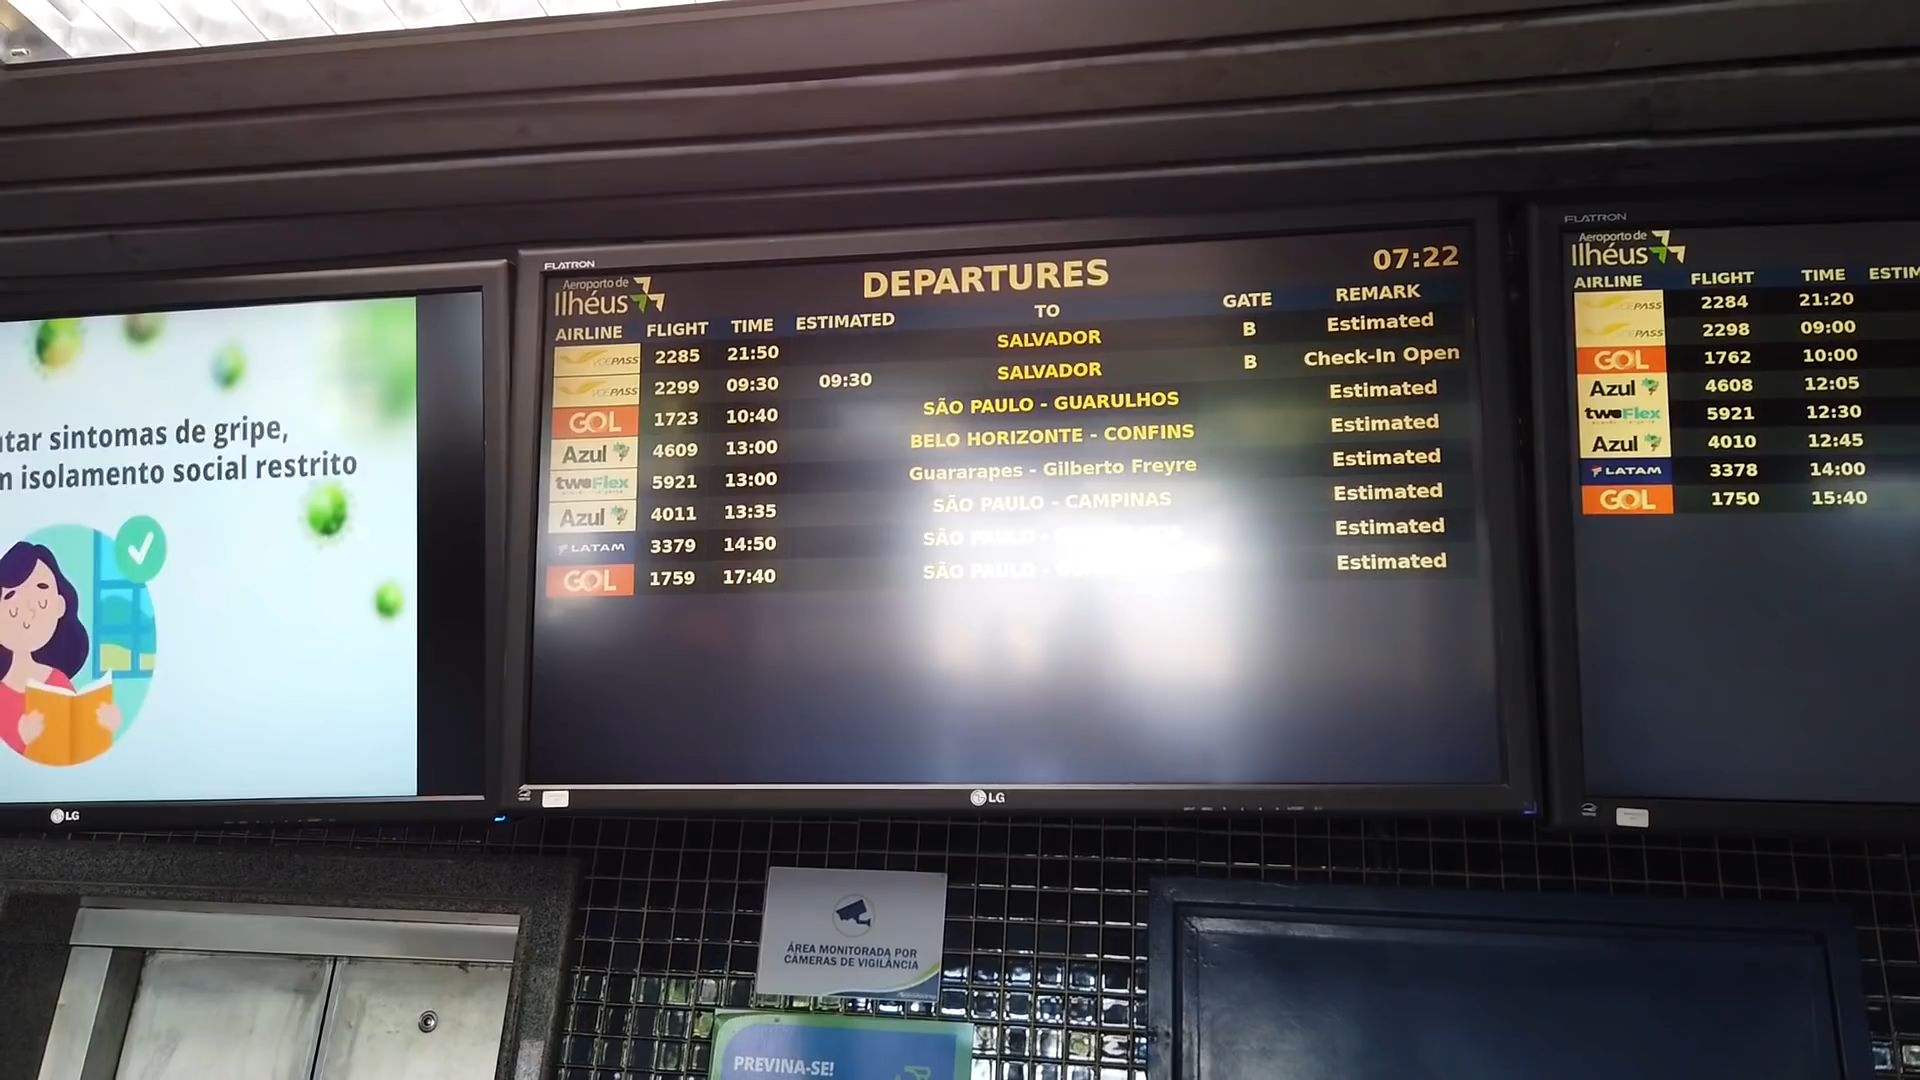 tar sintomas de gripe,
isolamento social restrito
LG
FLATRON
Aeroporto de
Ilhéus
DEPARTURES
07:22
AIRLINE FLIGHT TIME ESTIMATED TO GATE REMARK
VOEPASS 2285 21:50 SALVADOR B Estimated
VOEPASS 2299 09:30 09:30 SALVADOR B Check-In Open
GOL 1723 10:40 SÃO PAULO - GUARULHOS Estimated
Azul 4609 13:00 BELO HORIZONTE - CONFINS Estimated
twoFlex 5921 13:00 Guararapes - Gilberto Freyre Estimated
Azul 4011 13:35 SÃO PAULO - CAMPINAS Estimated
LATAM 3379 14:50 SÃO PAULO - Estimated
GOL 1759 17:40 SÃO PAULO - Estimated
LG
FLATRON
Aeroporto de
Ilhéus
AIRLINE FLIGHT TIME ESTIM
VOEPASS 2284 21:20
VOEPASS 2298 09:00
GOL 1762 10:00
Azul 4608 12:05
twoFlex 5921 12:30
Azul 4010 12:45
LATAM 3378 14:00
GOL 1750 15:40
ÁREA MONITORADA POR
CÂMERAS DE VIGILÂNCIA
PREVINA-SE!